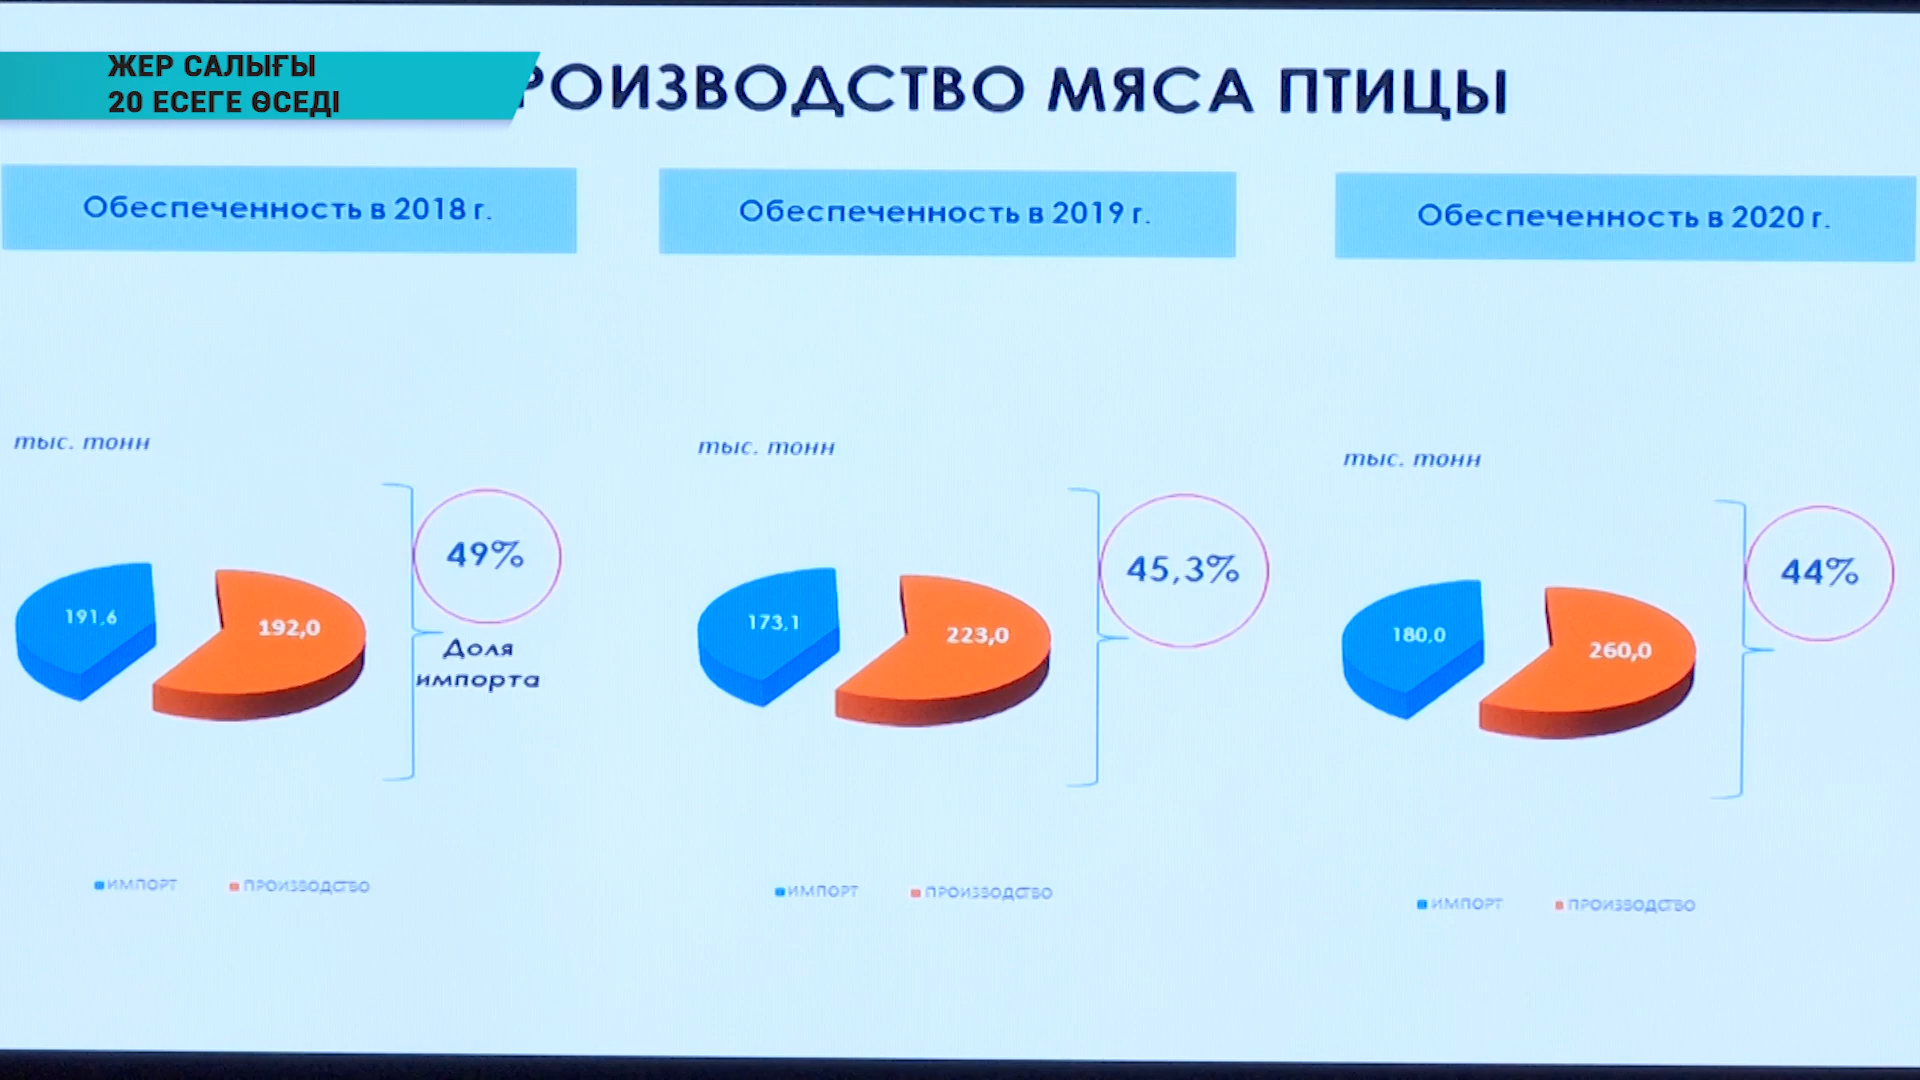 ЖЕР САЛЫҒЫ
20 ЕСЕГЕ ӨСЕДІ
РОИЗВОДСТВО МЯСА ПТИЦЫ
Обеспеченность в 2018 г.
Обеспеченность в 2019 г.
Обеспеченность в 2020 г.
тыс. тонн
тыс. тонн
тыс. тонн
191,6
192,0
49%
Доля
импорта
173,1
223,0
45,3%
180,0
260,0
44%
ИМПОРТ ПРОИЗВОДСТВО
ИМПОРТ ПРОИЗВОДСТВО
ИМПОРТ ПРОИЗВОДСТВО